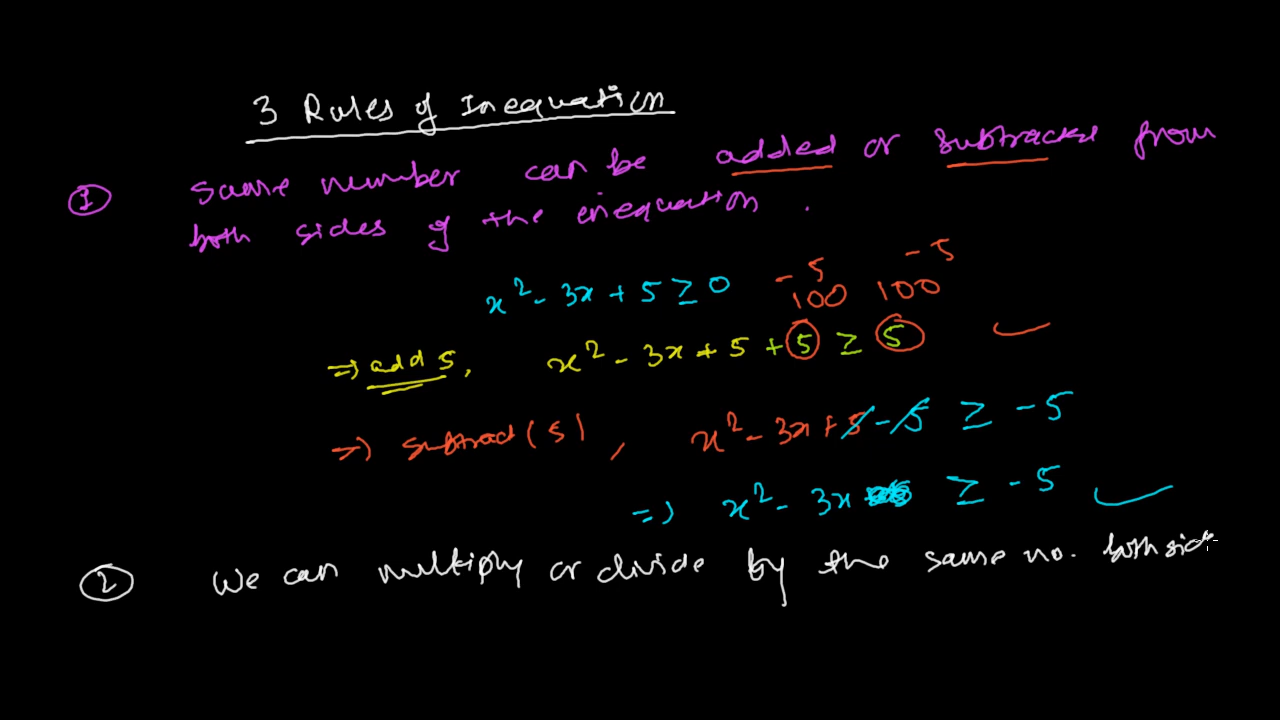 3 Rules of Inequation
① same number can be added or subtracted from
both sides of the inequation .
-5 -5
x² - 3x + 5 ≥ 0 100 100
⇒ add 5, x² - 3x + 5 + 5 ≥ 5
⇒ subtract (5) , x² - 3x + 5 - 5 ≥ -5
⇒ x² - 3x ≥ -5
② We can multiply or divide by the same no. both side